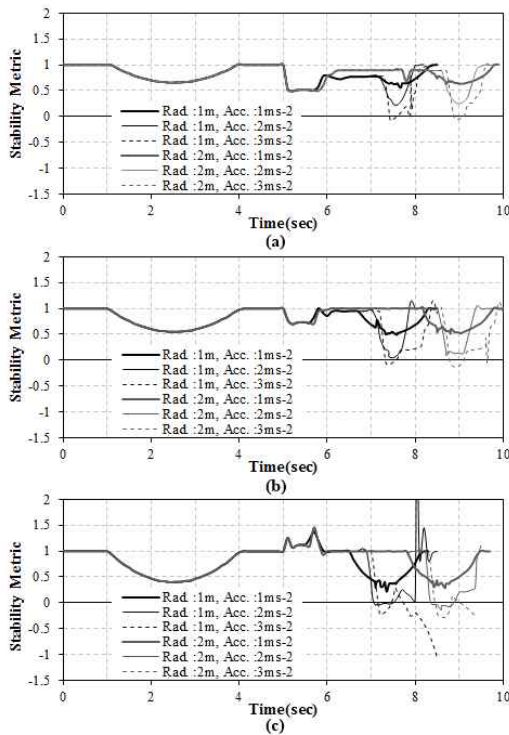 2
1.5
1
0.5
0
-0.5
-1
-1.5
Stability Metric
Rad. :1m, Acc. :1ms-2
Rad. :1m, Acc. :2ms-2
Rad. :1m, Acc. :3ms-2
Rad. :2m, Acc. :1ms-2
Rad. :2m, Acc. :2ms-2
Rad. :2m, Acc. :3ms-2
0 2 4 6 8 10
Time(sec)
(a)
2
1.5
1
0.5
0
-0.5
-1
-1.5
Stability Metric
Rad. :1m, Acc. :1ms-2
Rad. :1m, Acc. :2ms-2
Rad. :1m, Acc. :3ms-2
Rad. :2m, Acc. :1ms-2
Rad. :2m, Acc. :2ms-2
Rad. :2m, Acc. :3ms-2
0 2 4 6 8 10
Time(sec)
(b)
2
1.5
1
0.5
0
-0.5
-1
-1.5
Stability Metric
Rad. :1m, Acc. :1ms-2
Rad. :1m, Acc. :2ms-2
Rad. :1m, Acc. :3ms-2
Rad. :2m, Acc. :1ms-2
Rad. :2m, Acc. :2ms-2
Rad. :2m, Acc. :3ms-2
0 2 4 6 8 10
Time(sec)
(c)